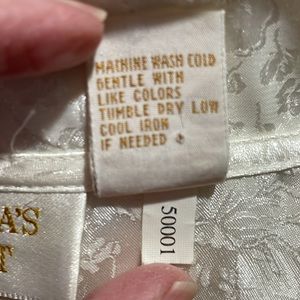 MACHINE WASH COLD
GENTLE WITH
LIKE COLORS
TUMBLE DRY LOW
COOL IRON
IF NEEDED
A'S
T
50001